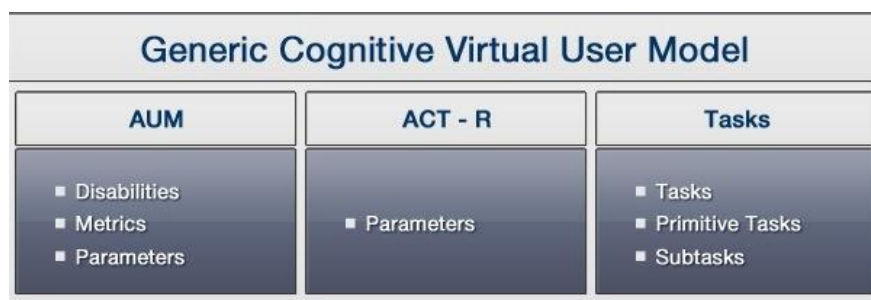 Generic Cognitive Virtual User Model
AUM
ACT - R
Tasks
Disabilities
Metrics
Parameters
Parameters
Tasks
Primitive Tasks
Subtasks